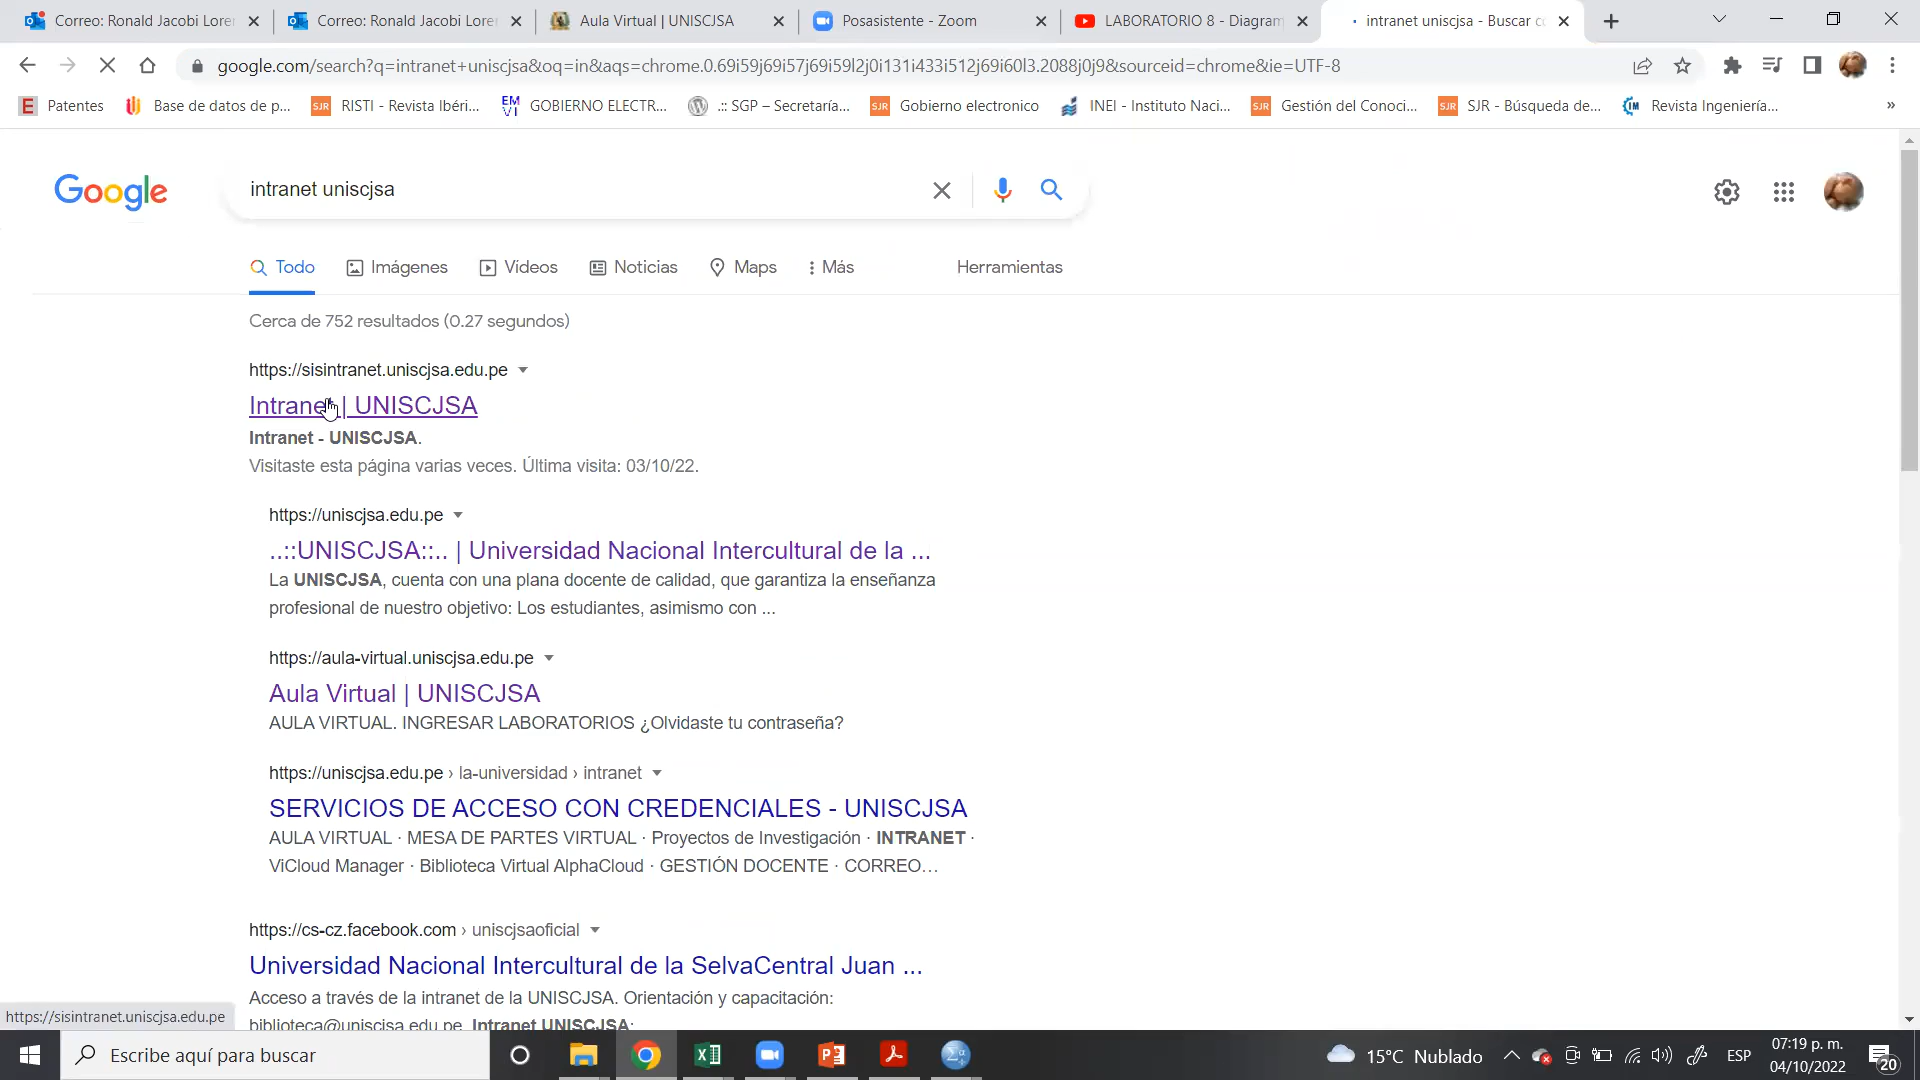 Correo: Ronald Jacobi Loren
Correo: Ronald Jacobi Loren
Aula Virtual | UNISCJSA
Posasistente - Zoom
LABORATORIO 8 - Diagram
intranet uniscjsa - Buscar co
google.com/search?q=intranet+uniscjsa&oq=in&aqs=chrome.0.69i59j69i57j69i59l2j0i131i433i512j69i60l3.2088j0j9&sourceid=chrome&ie=UTF-8
Patentes
Base de datos de p...
RISTI - Revista Ibéri...
GOBIERNO ELECTR...
.:: SGP – Secretaría...
Gobierno electronico
INEI - Instituto Naci...
Gestión del Conoci...
SJR - Búsqueda de...
Revista Ingeniería...
»
Google
intranet uniscjsa
Todo
Imágenes
Vídeos
Noticias
Maps
Más
Herramientas
Cerca de 752 resultados (0.27 segundos)
https://sisintranet.uniscjsa.edu.pe
Intranet | UNISCJSA
Intranet - UNISCJSA.
Visitaste esta página varias veces. Última visita: 03/10/22.
https://uniscjsa.edu.pe
..::UNISCJSA::.. | Universidad Nacional Intercultural de la ...
La UNISCJSA, cuenta con una plana docente de calidad, que garantiza la enseñanza
profesional de nuestro objetivo: Los estudiantes, asimismo con ...
https://aula-virtual.uniscjsa.edu.pe
Aula Virtual | UNISCJSA
AULA VIRTUAL. INGRESAR LABORATORIOS ¿Olvidaste tu contraseña?
https://uniscjsa.edu.pe › la-universidad › intranet
SERVICIOS DE ACCESO CON CREDENCIALES - UNISCJSA
AULA VIRTUAL · MESA DE PARTES VIRTUAL · Proyectos de Investigación · INTRANET ·
ViCloud Manager · Biblioteca Virtual AlphaCloud · GESTIÓN DOCENTE · CORREO...
https://cs-cz.facebook.com › uniscjsaoficial
Universidad Nacional Intercultural de la SelvaCentral Juan ...
Acceso a través de la intranet de la UNISCJSA. Orientación y capacitación:
biblioteca@uniscjsa.edu.pe. Intranet UNISCJSA:
https://sisintranet.uniscjsa.edu.pe
Escribe aquí para buscar
15°C Nublado
ESP
07:19 p. m.
04/10/2022
20